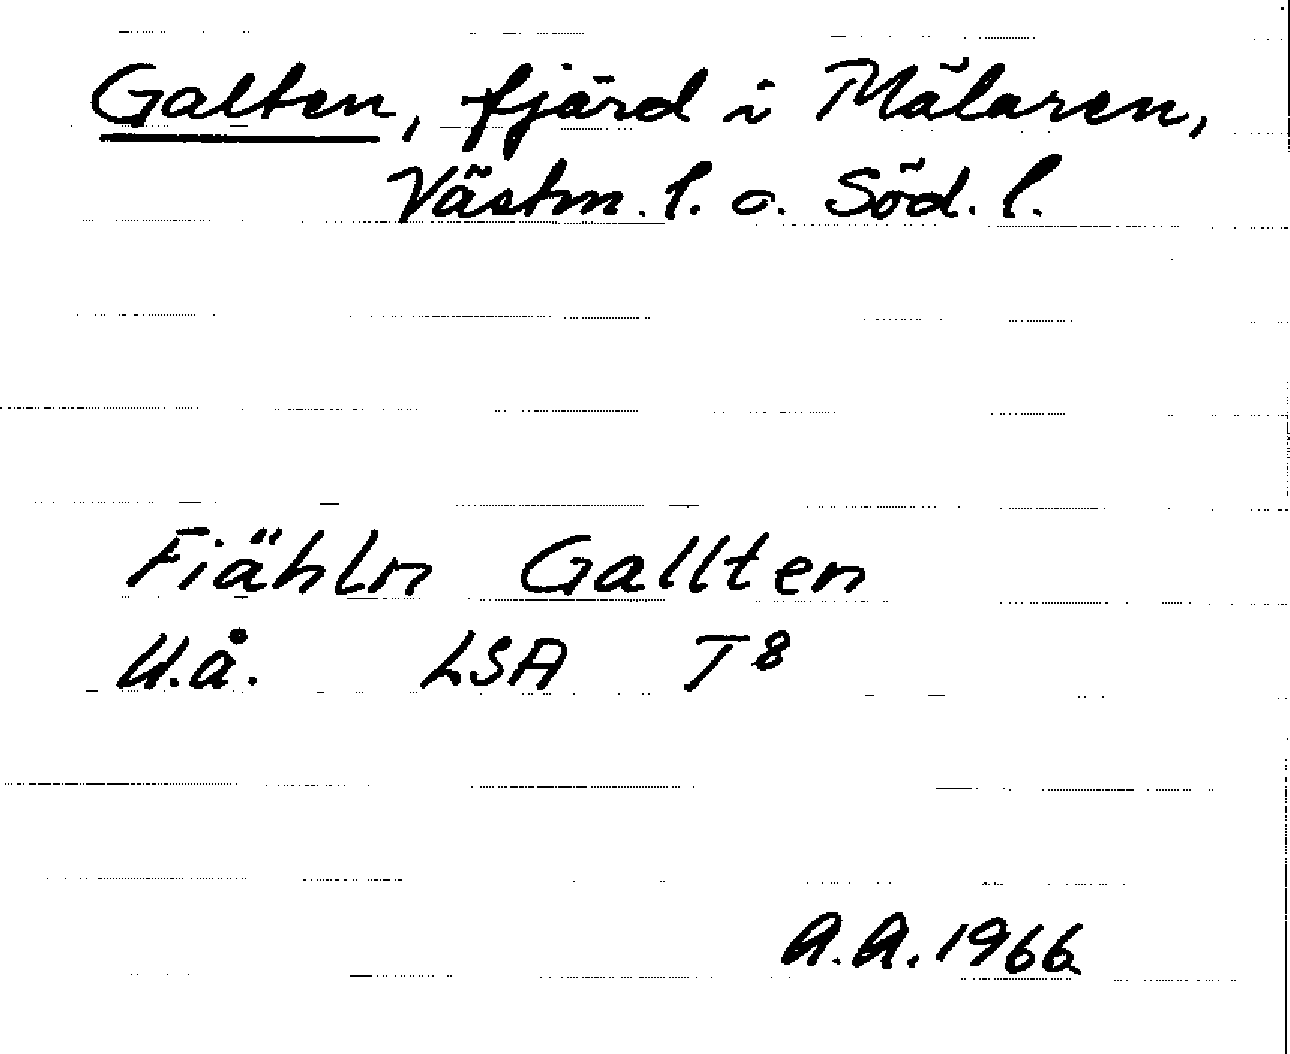 Galten, fjärd i Mälaren,
Västm. l. o. Söd. l.
Fiähln Gallten
U.å. LSA T8
A.A. 1966